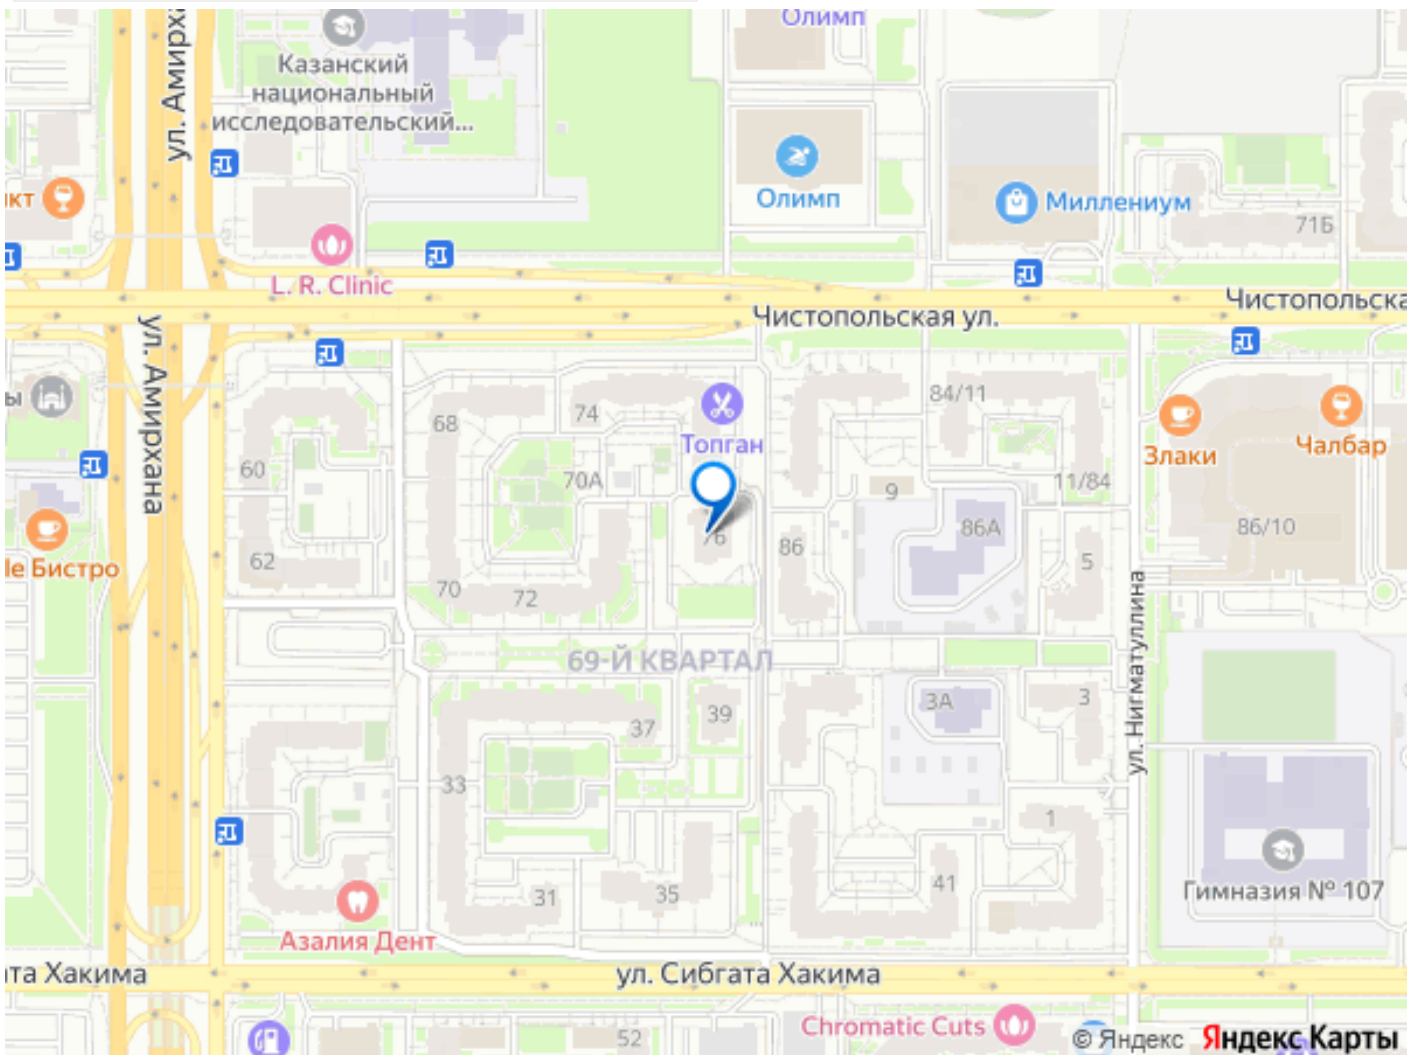 Олимп
ул. Амирха
Казанский
национальный
исследовательский...
Олимп
кт
Миллениум
71Б
L. R. Clinic
Чистопольска
Чистопольская ул.
ул. Амирхана
ы
84/11
74
68
Топган
Чалбар
Злаки
60
70А
11/84
9
86/10
86А
76
86
62
5
le Бистро
70
72
ул. Нигматуллина
69-Й КВАРТАЛ
3А
3
39
37
33
1
41
Гимназия № 107
35
31
Азалия Дент
та Хакима
ул. Сибгата Хакима
Chromatic Cuts
52
© Яндекс Яндекс Карты